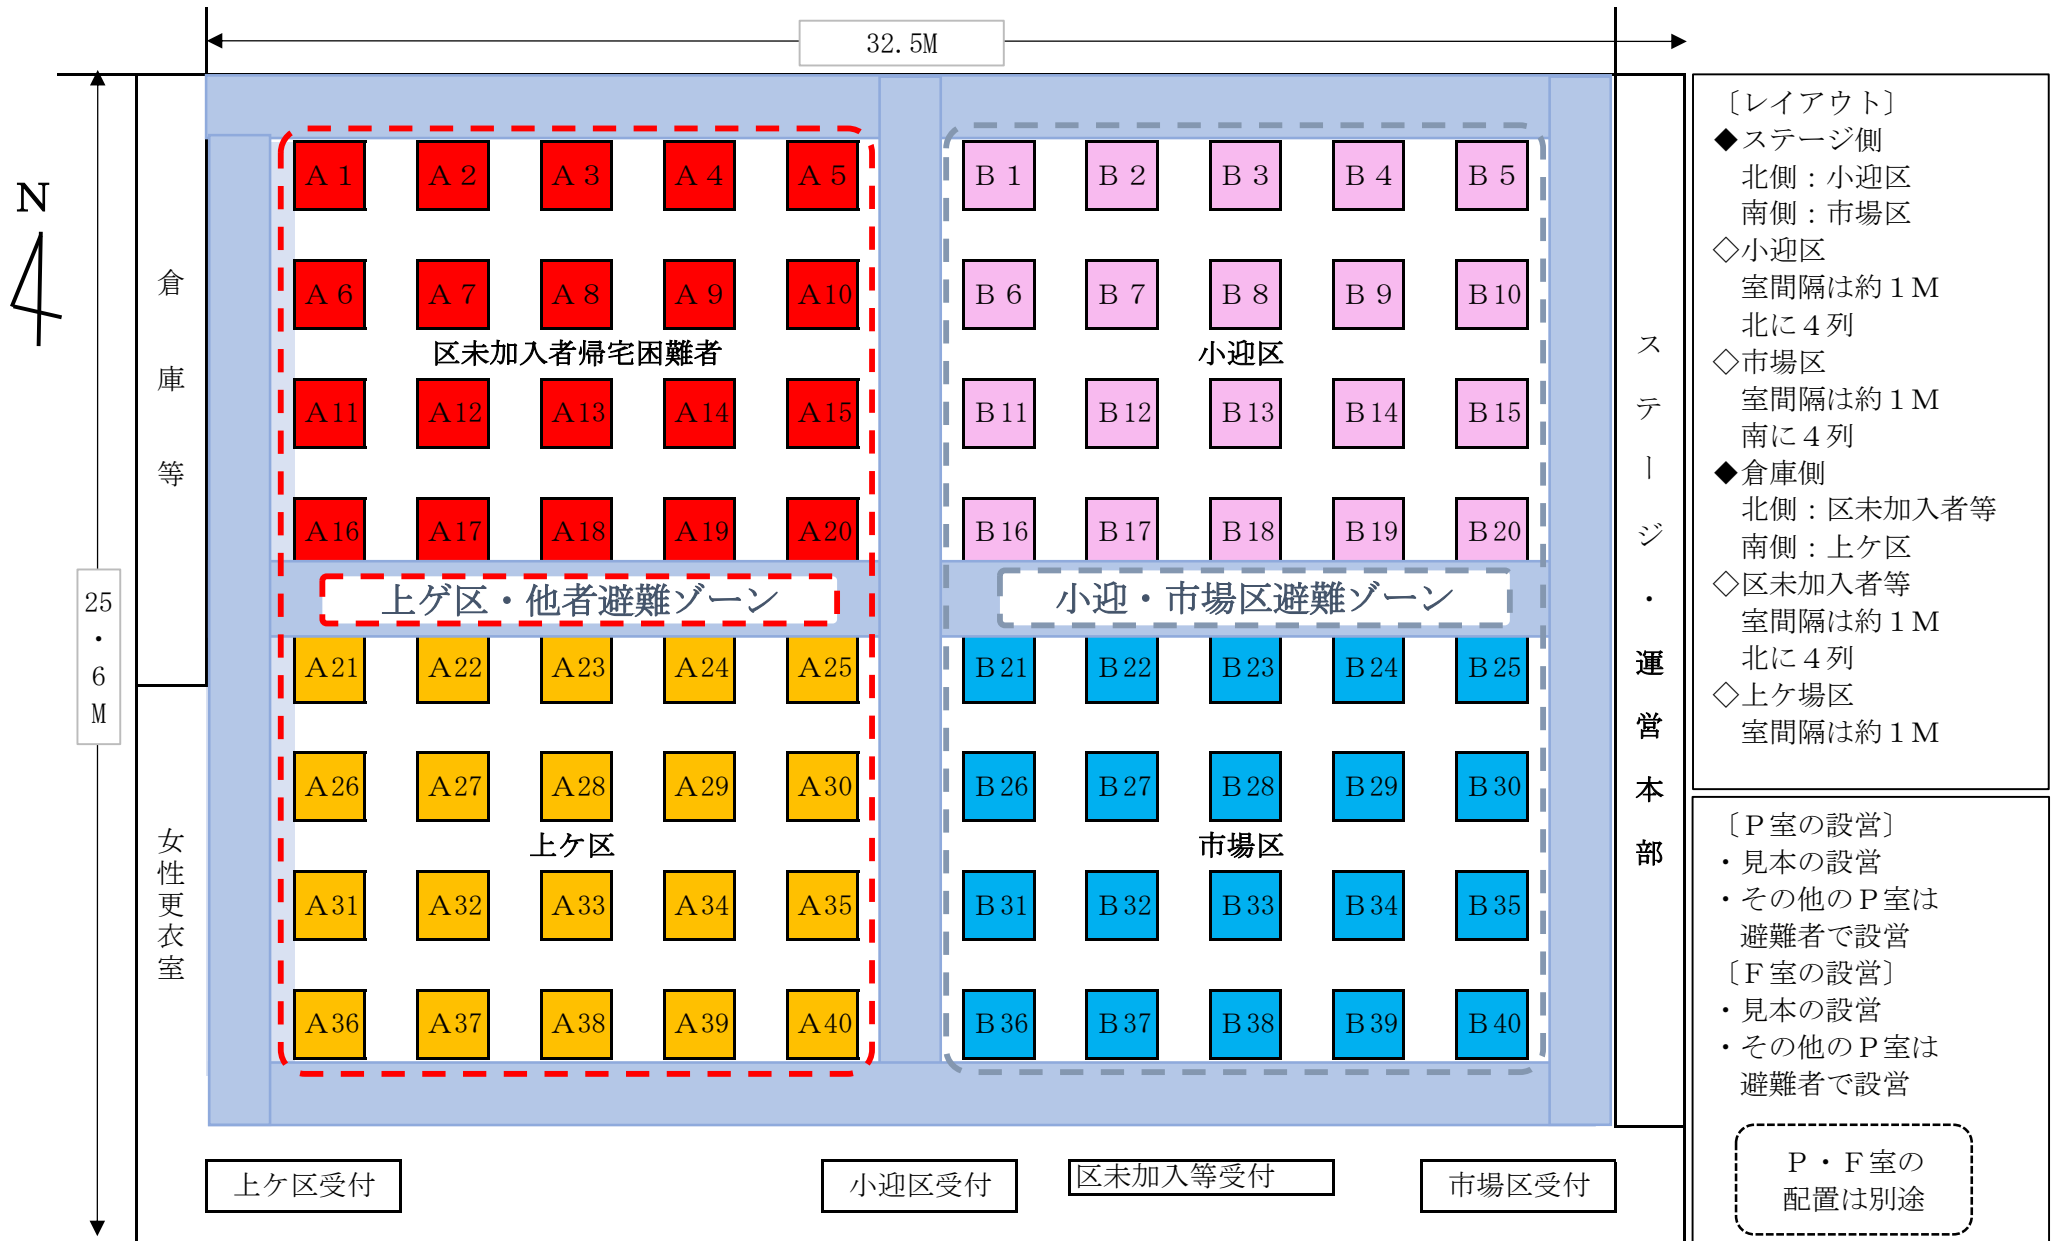 32.5M
N
25・6M
倉庫等
女性更衣室
A1 A2 A3 A4 A5
A6 A7 A8 A9 A10
区未加入者帰宅困難者
A11 A12 A13 A14 A15
A16 A17 A18 A19 A20
上ゲ区・他者避難ゾーン
A21 A22 A23 A24 A25
A26 A27 A28 A29 A30
上ケ区
A31 A32 A33 A34 A35
A36 A37 A38 A39 A40
B1 B2 B3 B4 B5
B6 B7 B8 B9 B10
小迎区
B11 B12 B13 B14 B15
B16 B17 B18 B19 B20
小迎・市場区避難ゾーン
B21 B22 B23 B24 B25
B26 B27 B28 B29 B30
市場区
B31 B32 B33 B34 B35
B36 B37 B38 B39 B40
ステージ・運営本部
上ケ区受付
小迎区受付
区未加入等受付
市場区受付
〔レイアウト〕
◆ステージ側
北側：小迎区
南側：市場区
◇小迎区
室間隔は約１Ｍ
北に４列
◇市場区
室間隔は約１Ｍ
南に４列
◆倉庫側
北側：区未加入者等
南側：上ケ区
◇区未加入者等
室間隔は約１Ｍ
北に４列
◇上ケ場区
室間隔は約１Ｍ
〔Ｐ室の設営〕
・見本の設営
・その他のＰ室は
避難者で設営
〔Ｆ室の設営〕
・見本の設営
・その他のＰ室は
避難者で設営
Ｐ・Ｆ室の
配置は別途